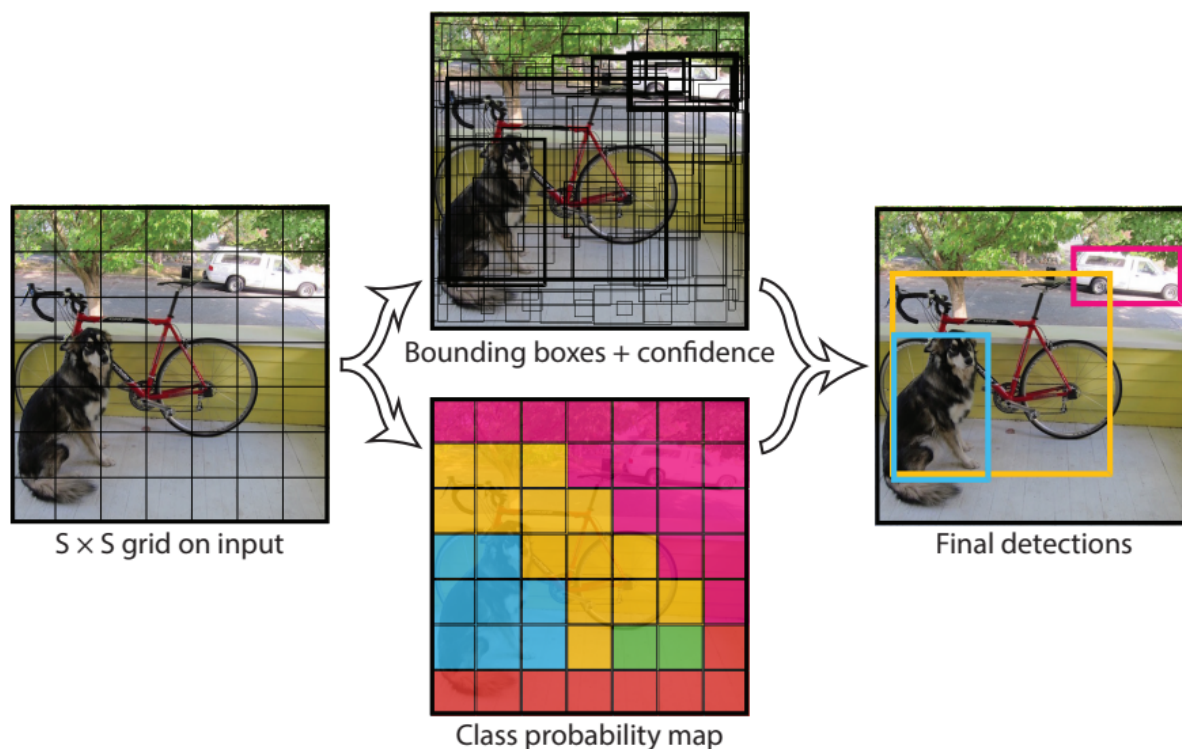 Bounding boxes + confidence
S × S grid on input
Final detections
Class probability map